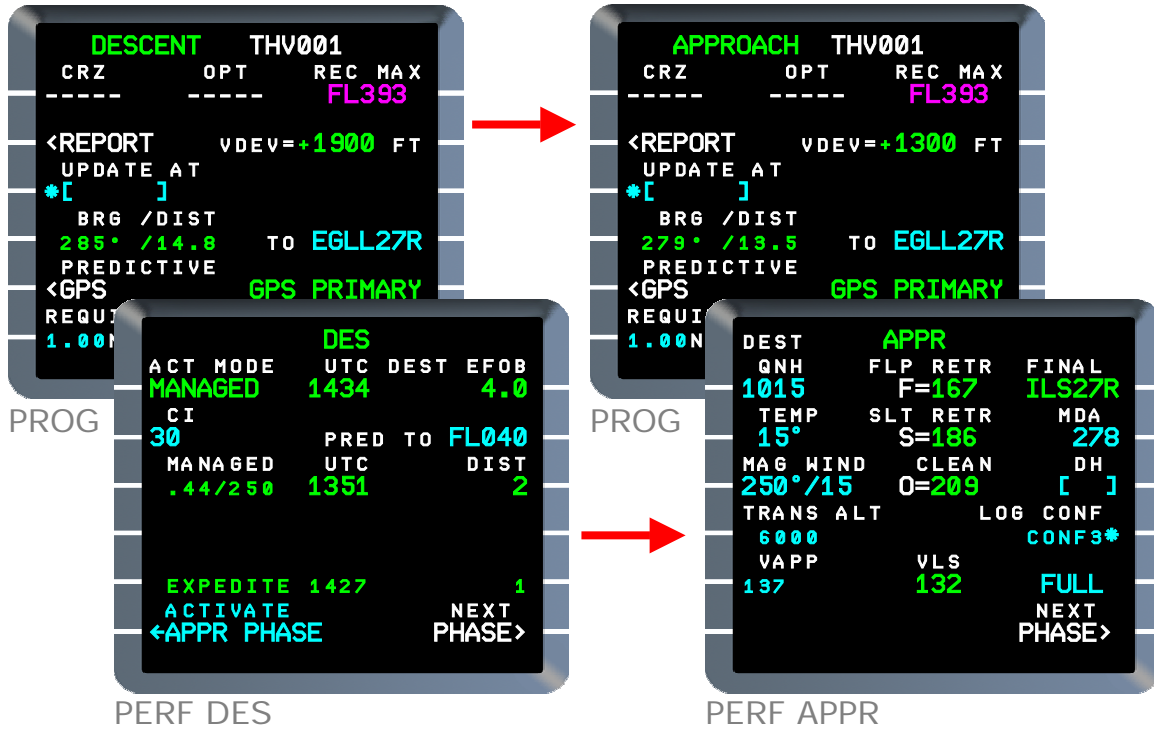 DESCENT THV001
CRZ OPT REC MAX
----- ----- FL393
<REPORT VDEV=+1900 FT
UPDATE AT
*[ ]
BRG /DIST
285° /14.8 TO EGLL27R
PREDICTIVE
<GPS GPS PRIMARY
REQUI
1.00N
PROG
DES
ACT MODE UTC DEST EFOB
MANAGED 1434 4.0
CI
30 PRED TO FL040
MANAGED UTC DIST
.44/250 1351 2
EXPEDITE 1427 1
ACTIVATE NEXT
←APPR PHASE PHASE>
PERF DES
APPROACH THV001
CRZ OPT REC MAX
----- ----- FL393
<REPORT VDEV=+1300 FT
UPDATE AT
*[ ]
BRG /DIST
279° /13.5 TO EGLL27R
PREDICTIVE
<GPS GPS PRIMARY
REQUI
1.00N
PROG
DEST APPR
QNH FLP RETR FINAL
1015 F=167 ILS27R
TEMP SLT RETR MDA
15° S=186 278
MAG WIND CLEAN DH
250°/15 O=209 [ ]
TRANS ALT LOG CONF
6000 CONF3*
VAPP VLS
137 132 FULL
NEXT
PHASE>
PERF APPR